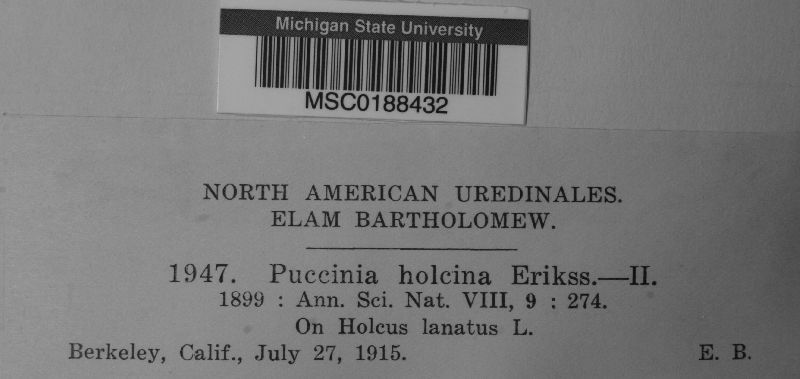 Michigan State University
MSC0188432
NORTH AMERICAN UREDINALES.
ELAM BARTHOLOMEW.
1947. Puccinia holcina Erikss.—II.
1899 : Ann. Sci. Nat. VIII, 9 : 274.
On Holcus lanatus L.
Berkeley, Calif., July 27, 1915. E. B.